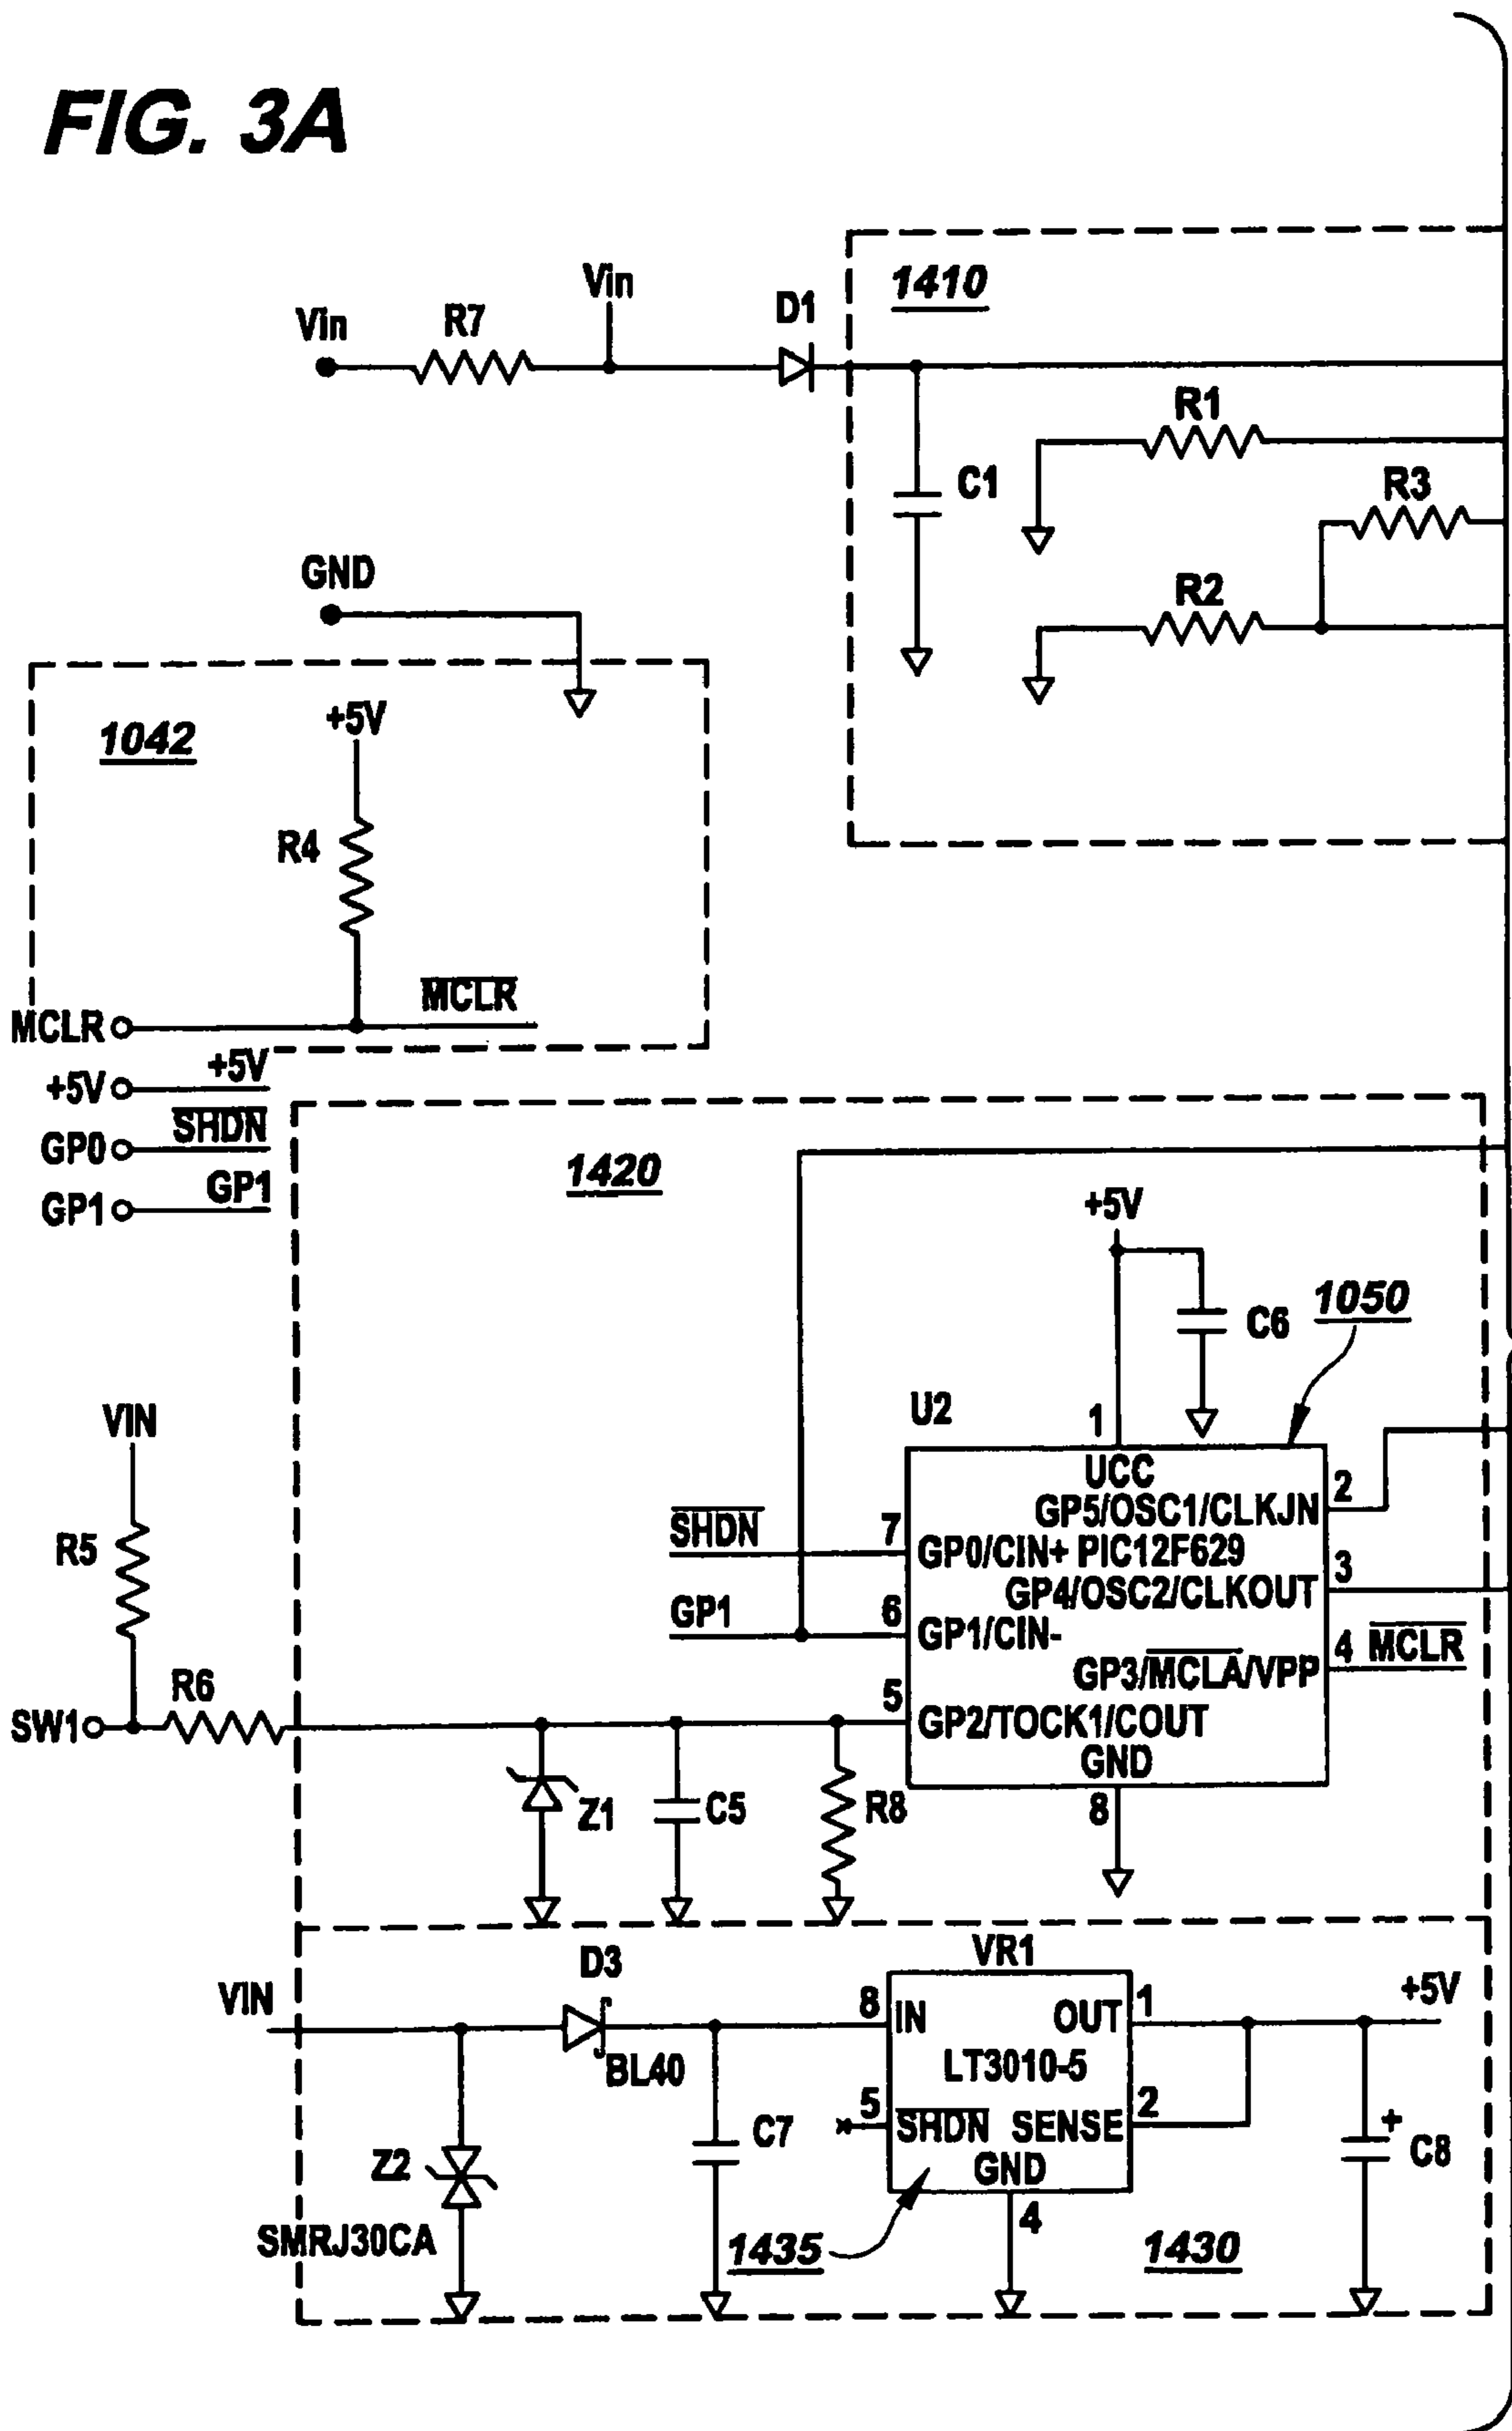 FIG. 3A
1410
Vin
Vin
R7
D1
R1
C1
R3
GND
R2
1042
+5V
R4
MCLR
MCLR
+5V
+5V
SHDN
GP0
GP1
GP1
1420
+5V
1050
C6
U2
1
VIN
UCC
2
GP5/OSC1/CLKJN
SHDN
7
R5
GP0/CIN+ PIC12F629
3
GP4/OSC2/CLKOUT
GP1
6
GP1/CIN-
4
MCLR
GP3/MCLA/VPP
R6
5
SW1
GP2/TOCK1/COUT
GND
Z1
C5
R8
8
VR1
D3
VIN
8
IN
OUT
1
+5V
LT3010-5
BL40
5
SHDN
SENSE
2
C7
+
C8
Z2
GND
4
SMRJ30CA
1435
1430